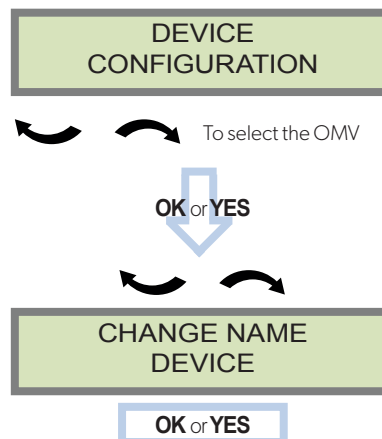 DEVICE
CONFIGURATION
To select the OMV
OK or YES
CHANGE NAME
DEVICE
OK or YES